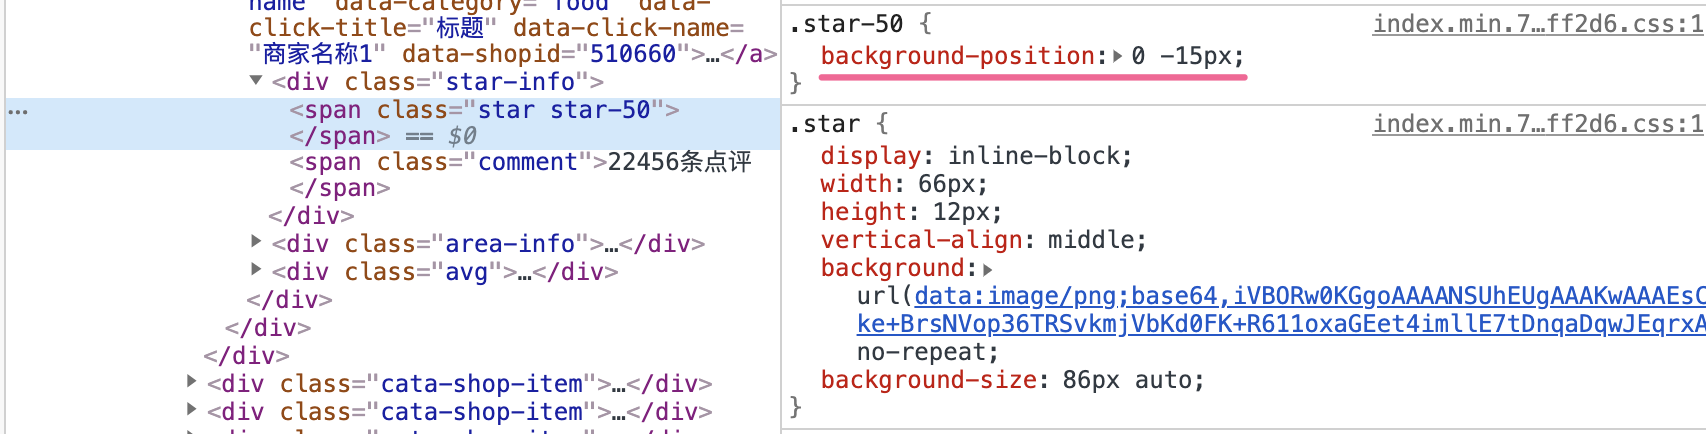 name" data-category="food" data-
click-title="标题" data-click-name=
"商家名称1" data-shopid="510660">…</a>
▼<div class="star-info">
<span class="star star-50">
</span> == $0
<span class="comment">22456条点评
</span>
</div>
▶<div class="area-info">…</div>
▶<div class="avg">…</div>
</div>
</div>
</div>
▶<div class="cata-shop-item">…</div>
▶<div class="cata-shop-item">…</div>
.star-50 {
index.min.7…ff2d6.css:1
background-position:▶0 -15px;
}
.star {
index.min.7…ff2d6.css:1
display: inline-block;
width: 66px;
height: 12px;
vertical-align: middle;
background:▶
url(data:image/png;base64,iVBORw0KGgoAAAANSUhEUgAAAKwAAAEsC
ke+BrsNVop36TRSvkmjVbKd0FK+R611oxaGEet4imllE7tDnqaDqwJEqrxA
no-repeat;
background-size: 86px auto;
}